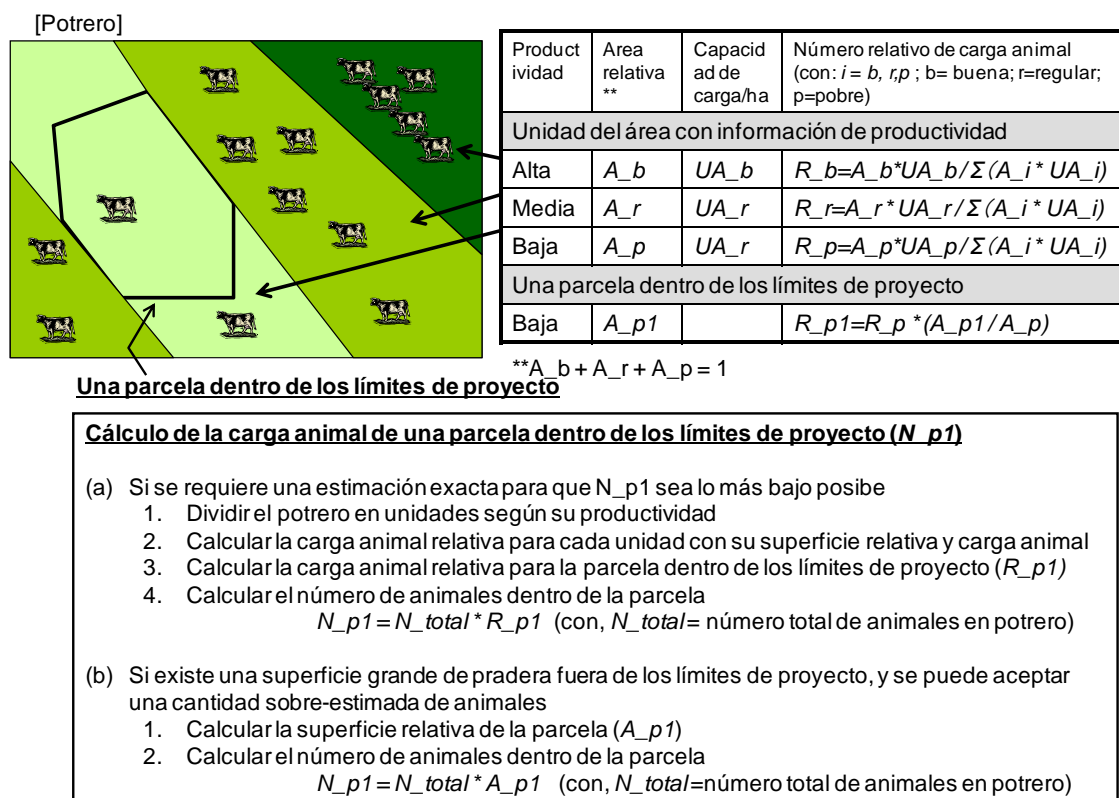 [Potrero]
Product
ividad
Area
relativa
**
Capacid
ad de
carga/ha
Número relativo de carga animal
(con: i = b, r,p ; b= buena; r=regular;
p=pobre)
Unidad del área con información de productividad
Alta A_b UA_b R_b=A_b*UA_b/Σ(A_i* UA_i)
Media A_r UA_r R_r=A_r* UA_r/Σ(A_i* UA_i)
Baja A_p UA_r R_p=A_p*UA_p/Σ(A_i* UA_i)
Una parcela dentro de los límites de proyecto
Baja A_p1 R_p1=R_p *(A_p1/A_p)
**A_b + A_r + A_p = 1
Una parcela dentro de los límites de proyecto
Cálculo de la carga animal de una parcela dentro de los límites de proyecto (N_p1)
(a) Si se requiere una estimación exacta para que N_p1 sea lo más bajo posibe
1. Dividir el potrero en unidades según su productividad
2. Calcular la carga animal relativa para cada unidad con su superficie relativa y carga animal
3. Calcular la carga animal relativa para la parcela dentro de los límites de proyecto (R_p1)
4. Calcular el número de animales dentro de la parcela
N_p1 = N_total * R_p1 (con, N_total= número total de animales en potrero)
(b) Si existe una superficie grande de pradera fuera de los límites de proyecto, y se puede aceptar
una cantidad sobre-estimada de animales
1. Calcular la superficie relativa de la parcela (A_p1)
2. Calcular el número de animales dentro de la parcela
N_p1 = N_total * A_p1 (con, N_total=número total de animales en potrero)